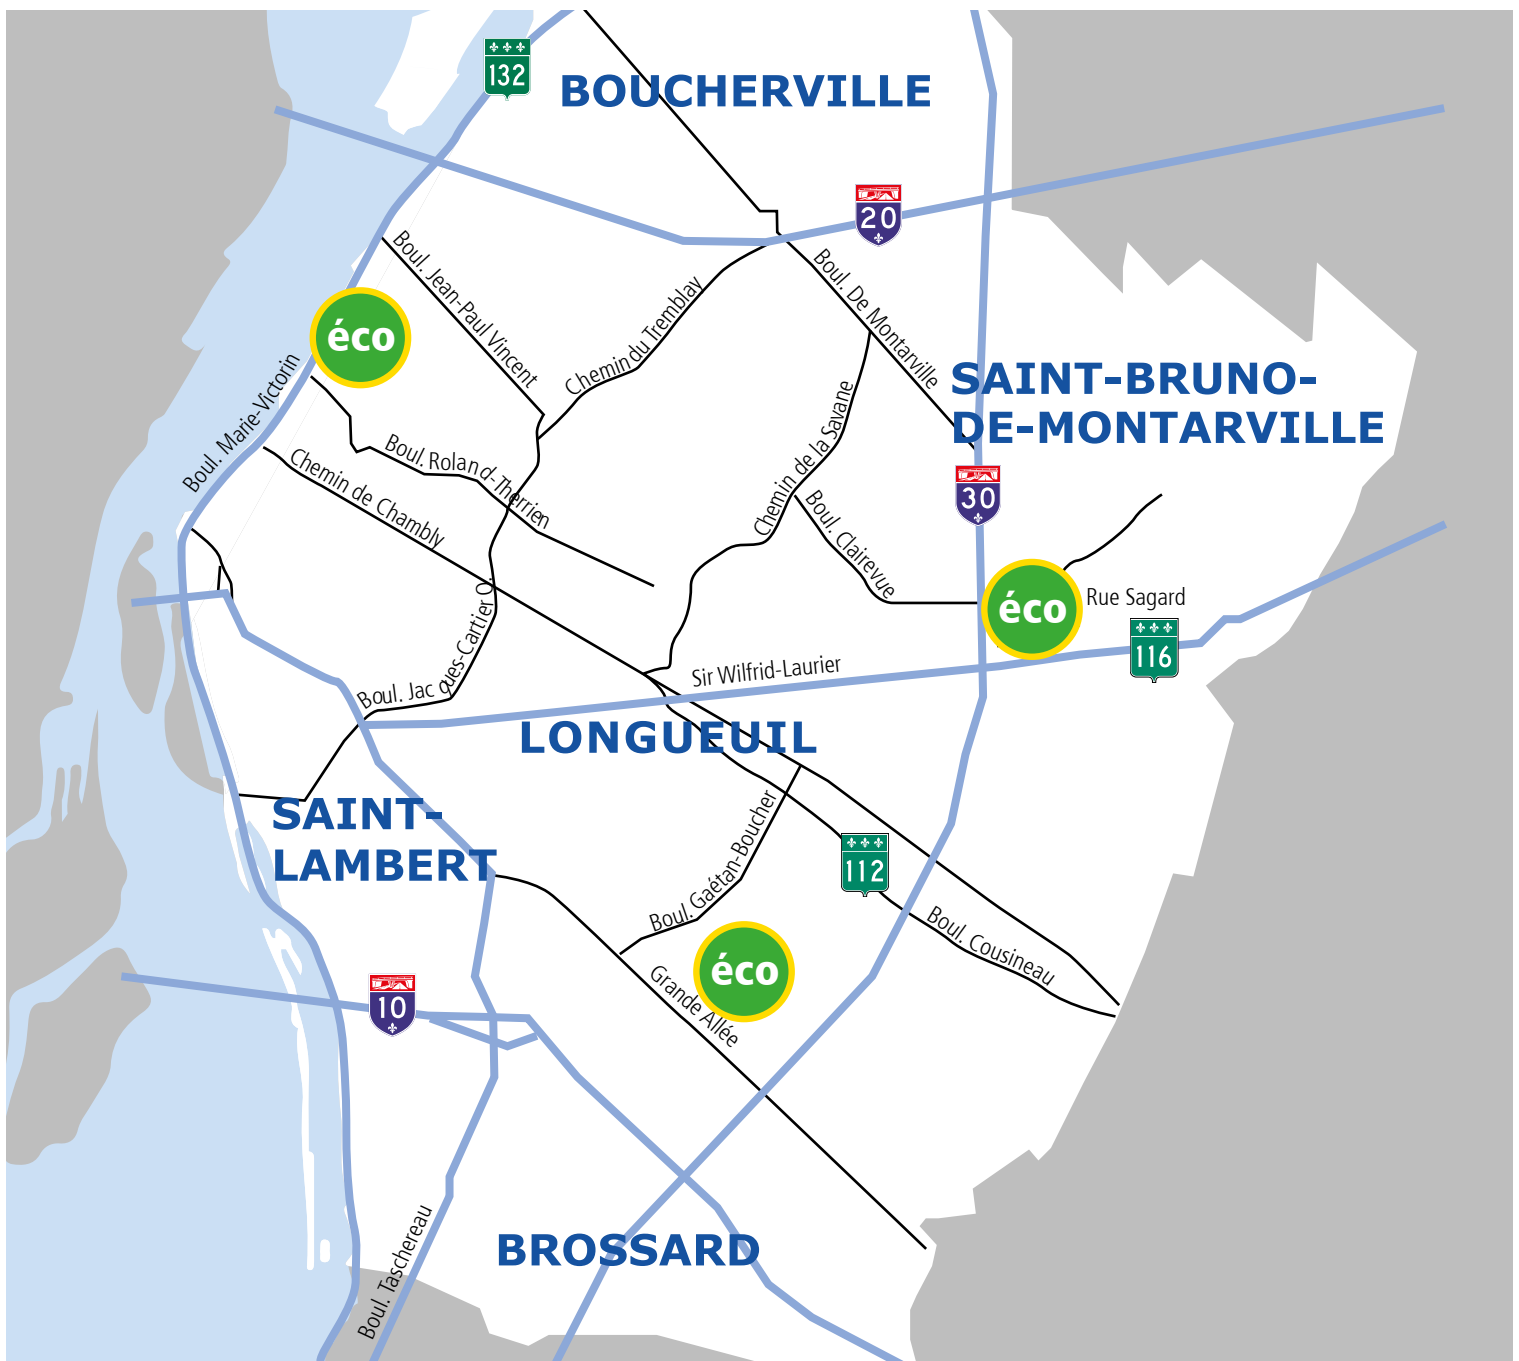 132
BOUCHERVILLE
20
Boul. Jean-Paul Vincent
Chemin du Tremblay
Boul. De Montarville
éco
Boul. Marie-Victorin
SAINT-BRUNO-
DE-MONTARVILLE
Chemin de la Savane
Boul. Roland-Therrien
Chemin de Chambly
30
Boul. Clairevue
éco
Rue Sagard
116
Boul. Jacques-Cartier O.
Sir Wilfrid-Laurier
LONGUEUIL
SAINT-
LAMBERT
Boul. Gaétan-Boucher
112
Boul. Cousineau
éco
Grande Allée
10
BROSSARD
Boul. Taschereau